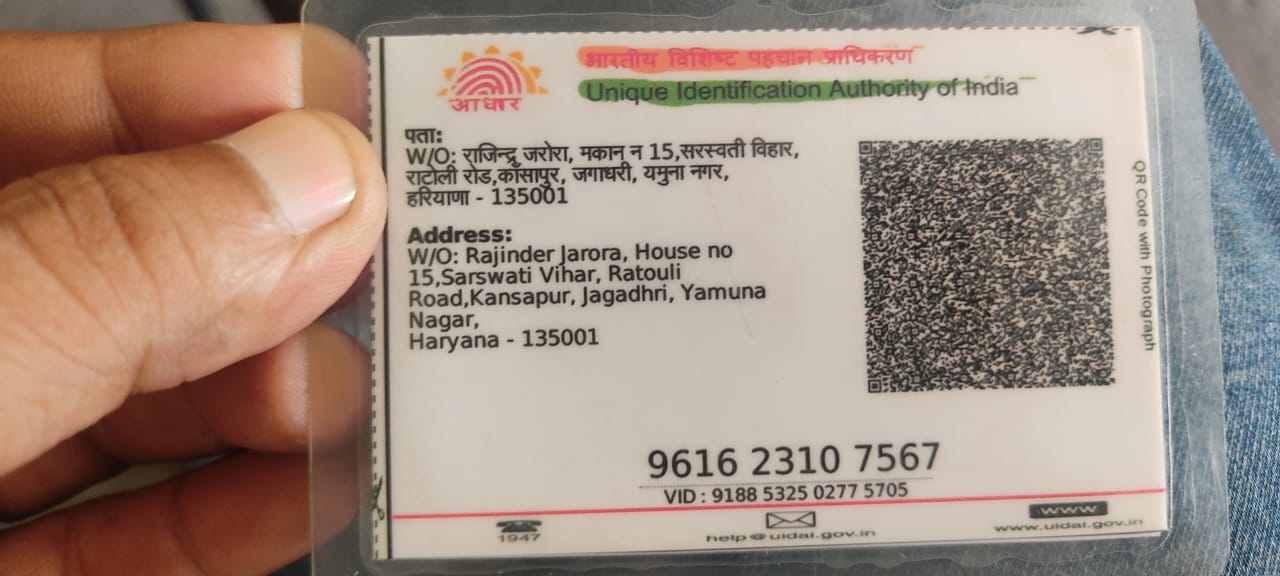 भारतीय विशिष्ट पहचान प्राधिकरण
Unique Identification Authority of India
आधार
पता:
W/O: राजिन्द्र जरोरा, मकान न 15,सरस्वती विहार,
राटोली रोड,काँसापुर, जगाधरी, यमुना नगर,
हरियाणा - 135001
Address:
W/O: Rajinder Jarora, House no
15,Sarswati Vihar, Ratouli
Road,Kansapur, Jagadhri, Yamuna
Nagar,
Haryana - 135001
QR Code with Photograph
9616 2310 7567
VID : 9188 5325 0277 5705
1947
help@uidai.gov.in
www
www.uidai.gov.in